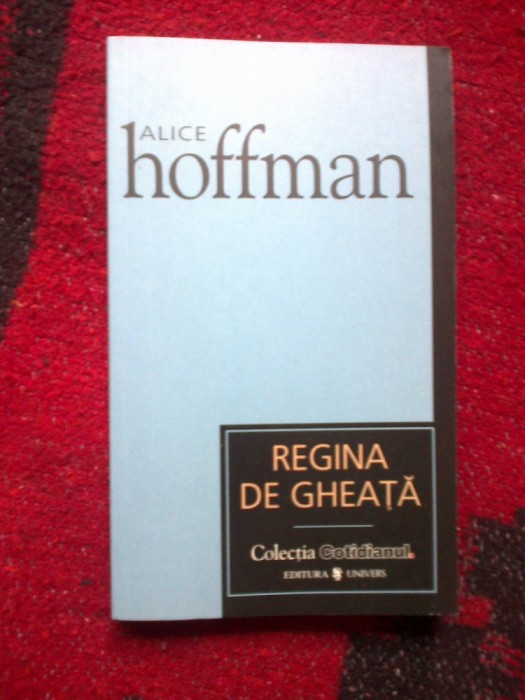 ALICE
hoffman
REGINA
DE GHEAȚĂ
Colecția Cotidianul.
EDITURA UNIVERS